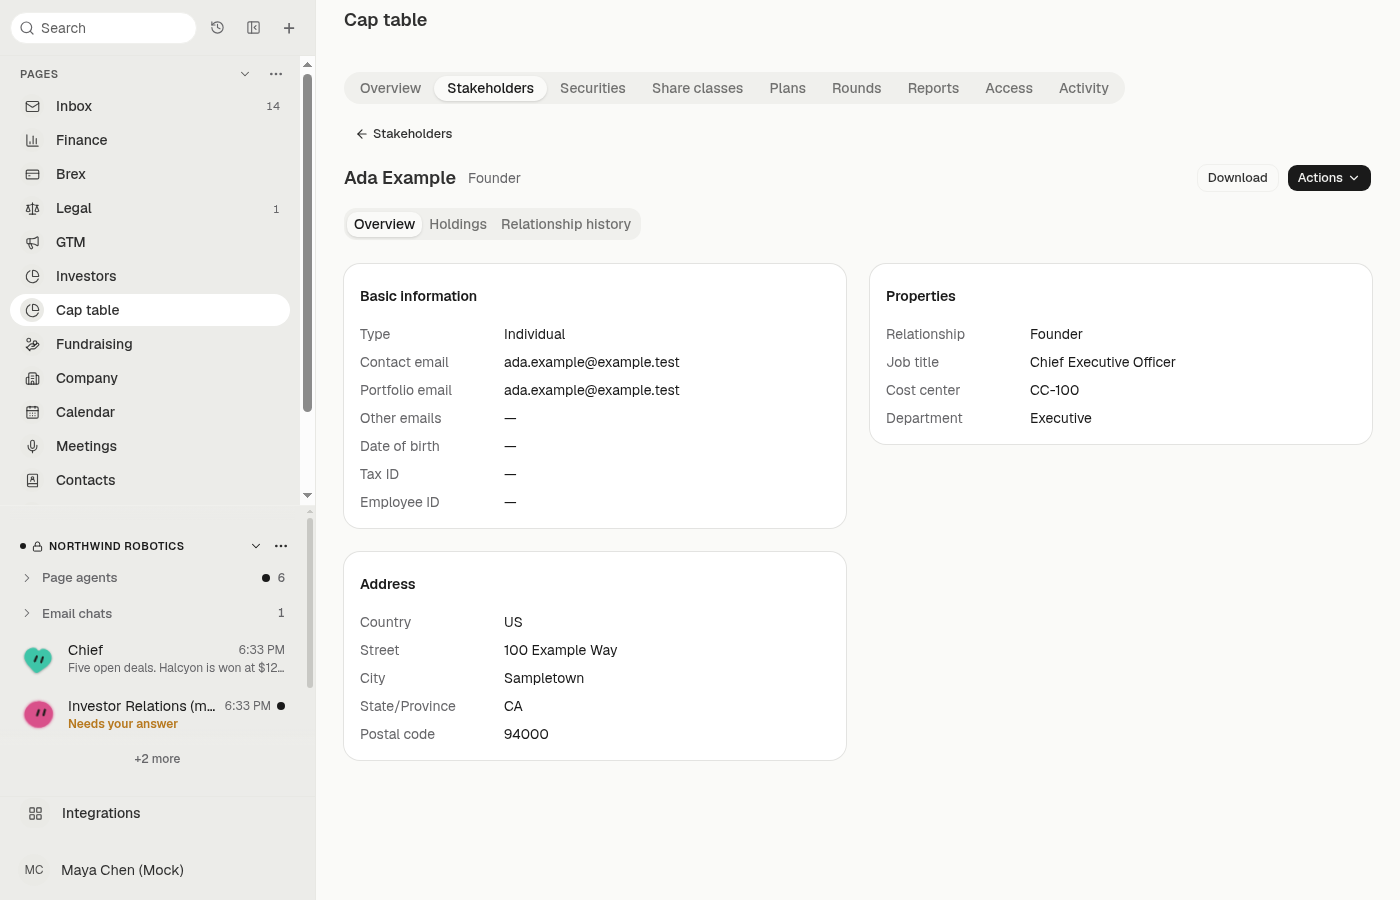 Search
PAGES
Inbox 14
Finance
Brex
Legal 1
GTM
Investors
Cap table
Fundraising
Company
Calendar
Meetings
Contacts
NORTHWIND ROBOTICS
Page agents 6
Email chats 1
Chief 6:33 PM
Five open deals. Halcyon is won at $12...
Investor Relations (m... 6:33 PM
Needs your answer
+2 more
Integrations
MC Maya Chen (Mock)
Cap table
Overview Stakeholders Securities Share classes Plans Rounds Reports Access Activity
Stakeholders
Ada Example Founder Download Actions
Overview Holdings Relationship history
Basic information
Type Individual
Contact email ada.example@example.test
Portfolio email ada.example@example.test
Other emails —
Date of birth —
Tax ID —
Employee ID —
Properties
Relationship Founder
Job title Chief Executive Officer
Cost center CC-100
Department Executive
Address
Country US
Street 100 Example Way
City Sampletown
State/Province CA
Postal code 94000